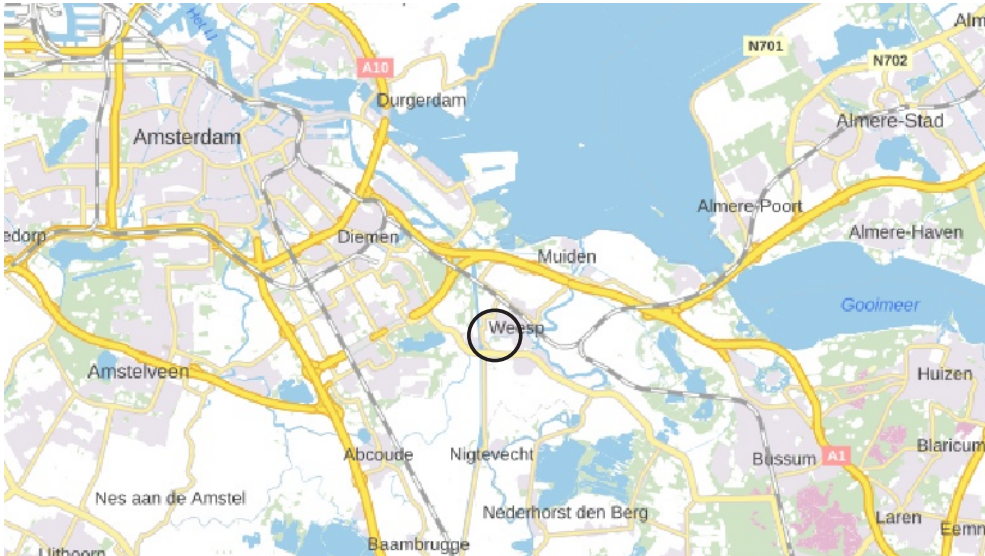 Het IJ
Alm
N701
N702
A10
Durgerdam
Almere-Stad
Amsterdam
Almere-Poort
edorp
Diemen
Almere-Haven
Muiden
Gooimeer
Weesp
Amstelveen
Huizen
Blaricum
Abcoude
Nigtevecht
Bussum
A1
Nes aan de Amstel
Nederhorst den Berg
Laren
Eemn
Baambrugge
Uithoorn